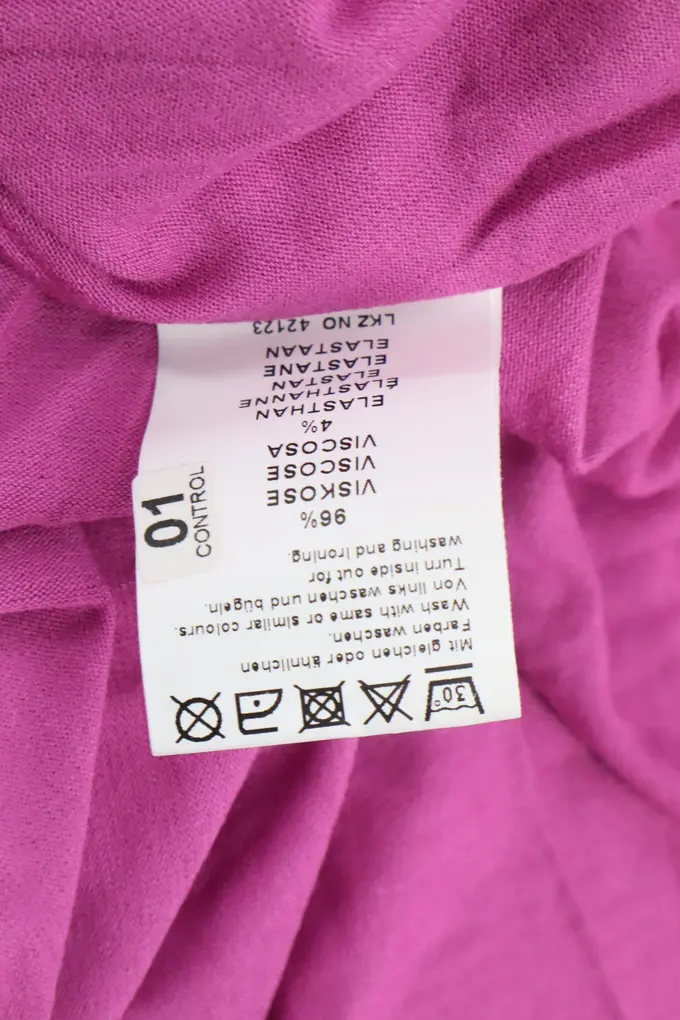 30°
Mit gleichen oder ähnlichen
Farben waschen.
Wash with same or similar colours.
Von links waschen und bügeln.
Turn inside out for
washing and ironing.
96%
VISKOSE
VISCOSE
VISCOSA
4%
ELASTHAN
ÉLASTHANNE
ELASTAN
ELASTANE
ELASTAAN
LKZ NO 42123
01
CONTROL